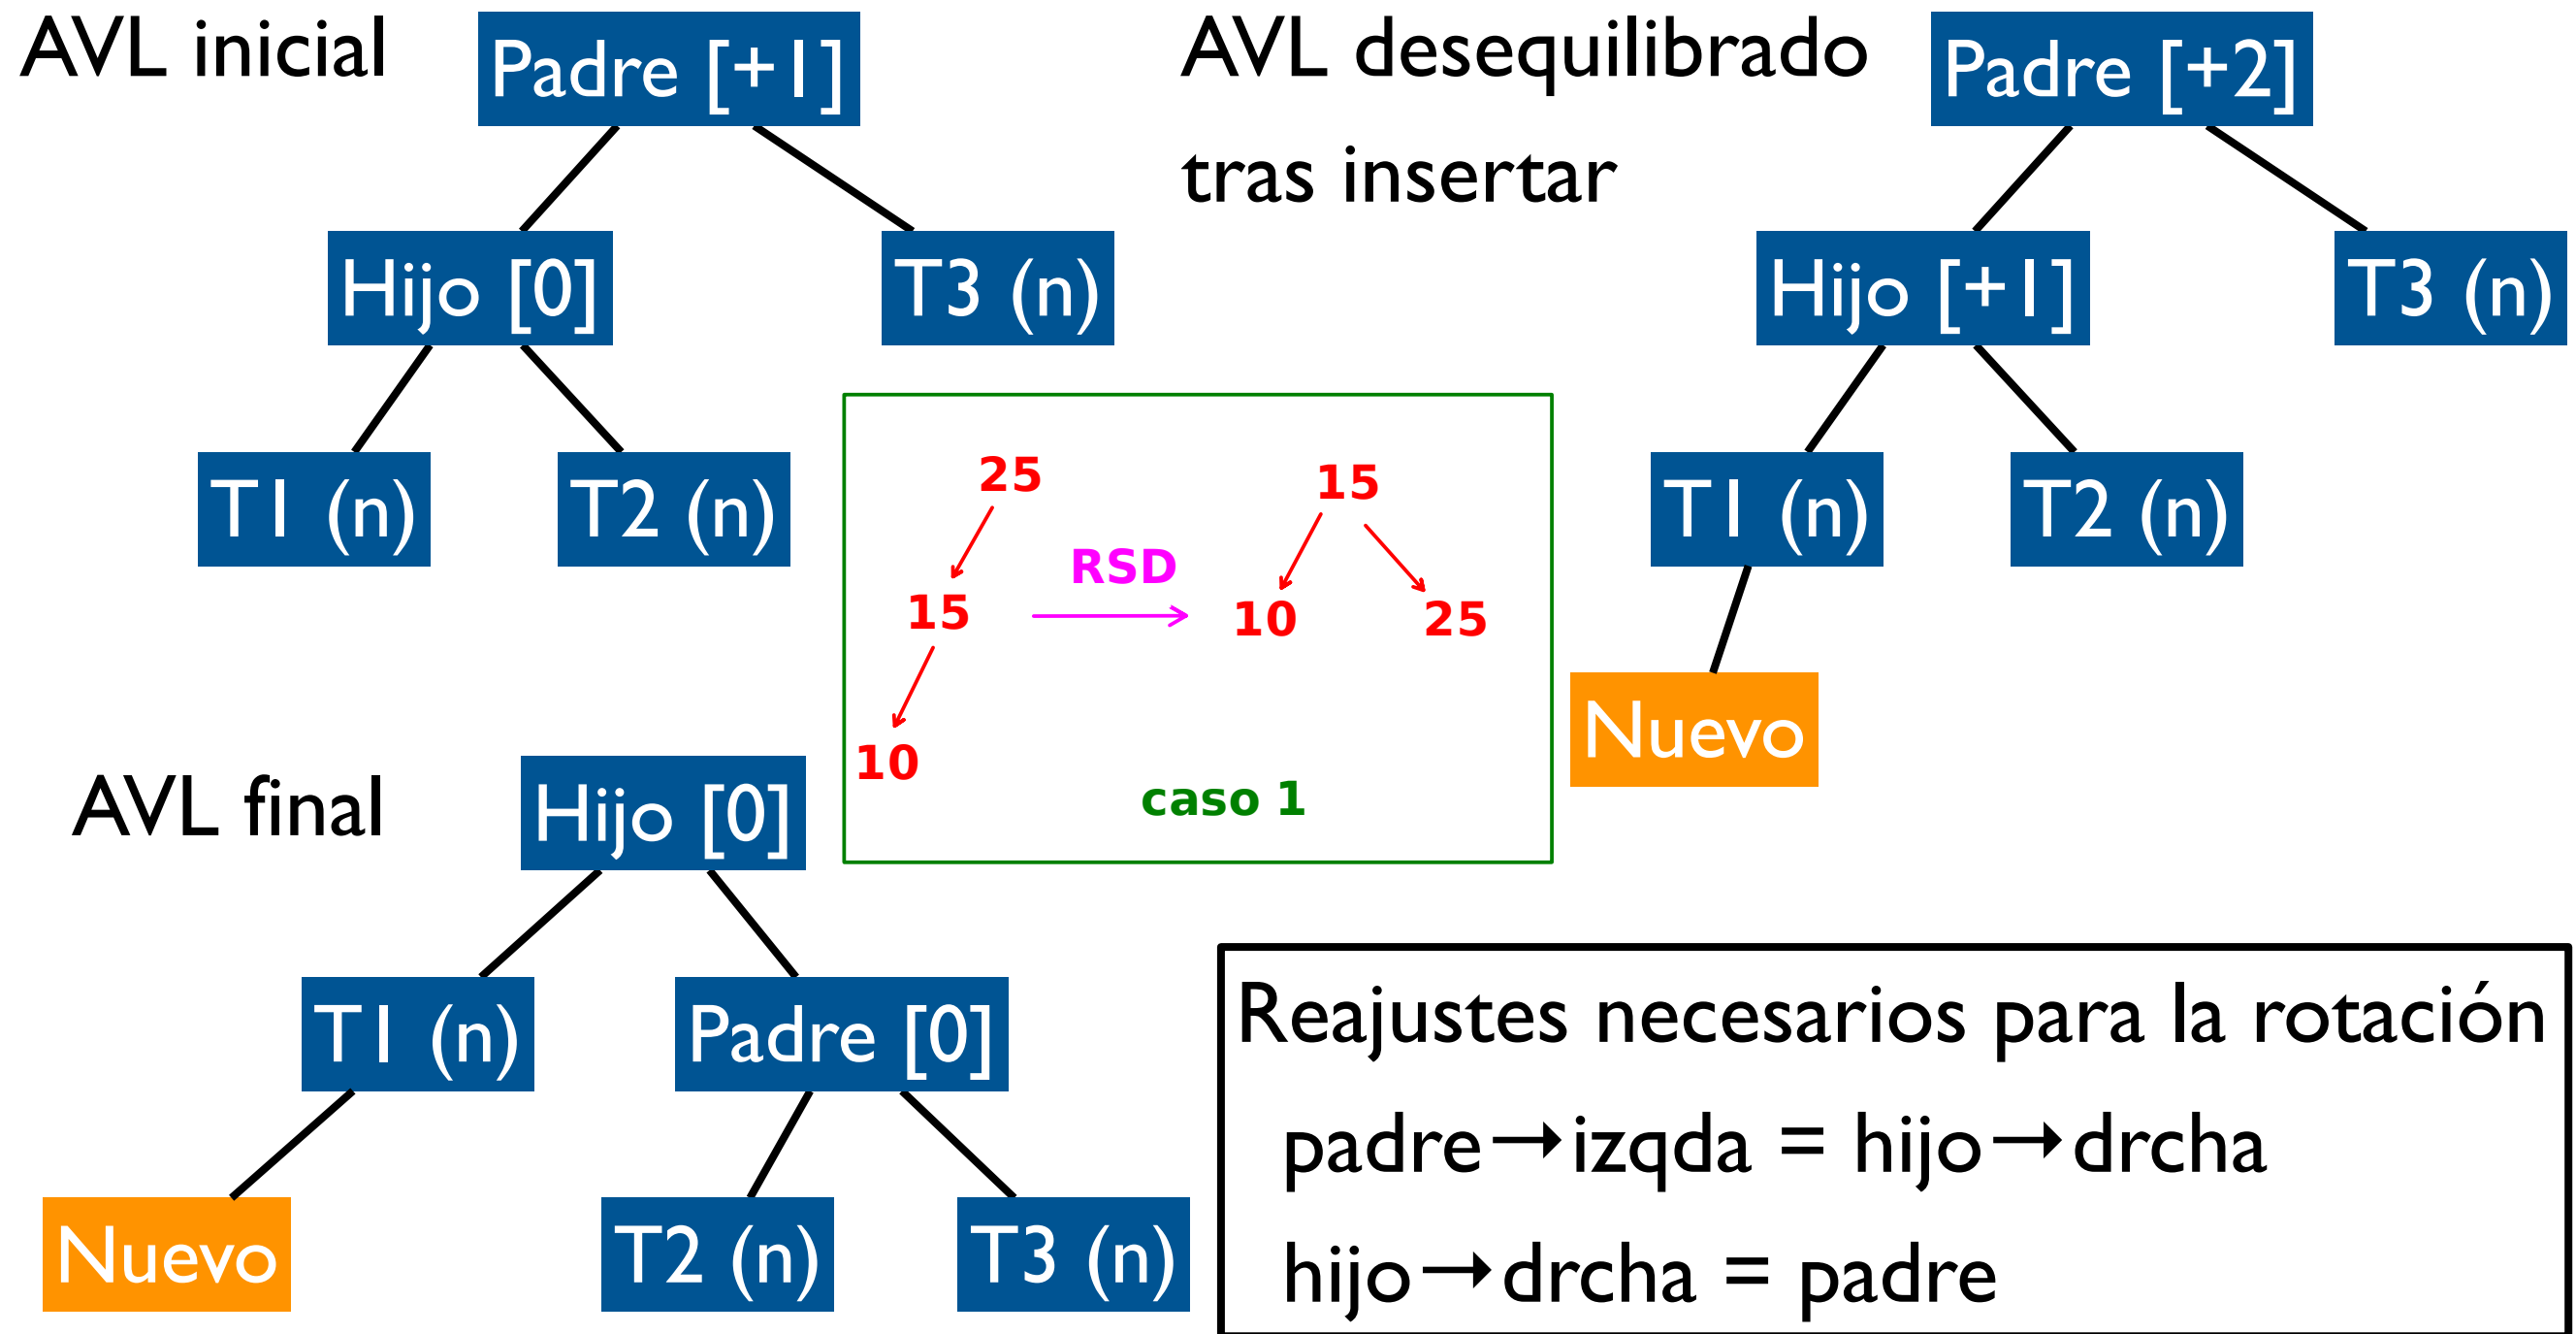 AVL inicial
Padre [+1]
Hijo [0]
T3 (n)
T1 (n)
T2 (n)
AVL desequilibrado
tras insertar
Padre [+2]
Hijo [+1]
T3 (n)
T1 (n)
T2 (n)
Nuevo
25
15
10
RSD
15
10
25
caso 1
AVL final
Hijo [0]
T1 (n)
Padre [0]
Nuevo
T2 (n)
T3 (n)
Reajustes necesarios para la rotación
padre→izqda = hijo→drcha
hijo→drcha = padre